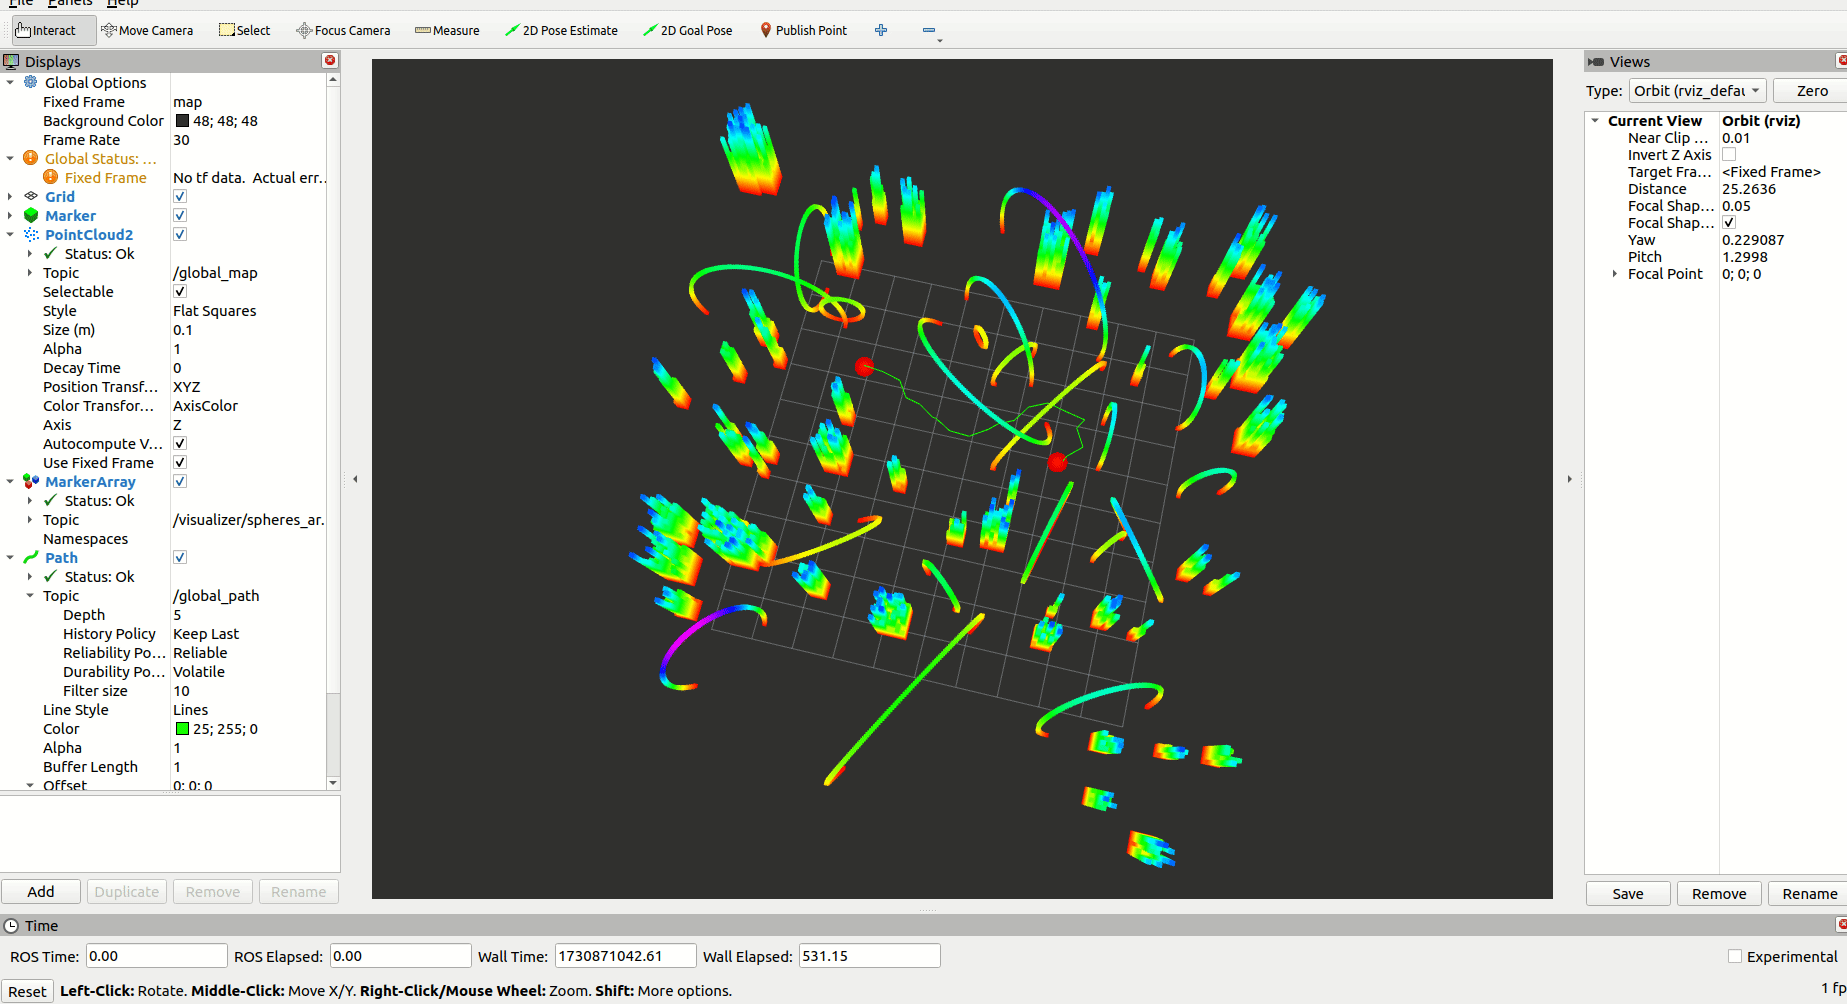 File Panels Help
Interact Move Camera Select Focus Camera Measure 2D Pose Estimate 2D Goal Pose Publish Point
Displays
Global Options
Fixed Frame map
Background Color 48; 48; 48
Frame Rate 30
Global Status: ...
Fixed Frame No tf data. Actual err...
Grid
Marker
PointCloud2
Status: Ok
Topic /global_map
Selectable
Style Flat Squares
Size (m) 0.1
Alpha 1
Decay Time 0
Position Transf... XYZ
Color Transfor... AxisColor
Axis Z
Autocompute V...
Use Fixed Frame
MarkerArray
Status: Ok
Topic /visualizer/spheres_ar...
Namespaces
Path
Status: Ok
Topic /global_path
Depth 5
History Policy Keep Last
Reliability Po... Reliable
Durability Po... Volatile
Filter size 10
Line Style Lines
Color 25; 255; 0
Alpha 1
Buffer Length 1
Offset 0; 0; 0
Add Duplicate Remove Rename
Views
Type: Orbit (rviz_defau Zero
Current View Orbit (rviz)
Near Clip ... 0.01
Invert Z Axis
Target Fra... <Fixed Frame>
Distance 25.2636
Focal Shap... 0.05
Focal Shap...
Yaw 0.229087
Pitch 1.2998
Focal Point 0; 0; 0
Save Remove Rename
Time
ROS Time: 0.00 ROS Elapsed: 0.00 Wall Time: 1730871042.61 Wall Elapsed: 531.15 Experimental
Reset Left-Click: Rotate. Middle-Click: Move X/Y. Right-Click/Mouse Wheel: Zoom. Shift: More options. 1 fp